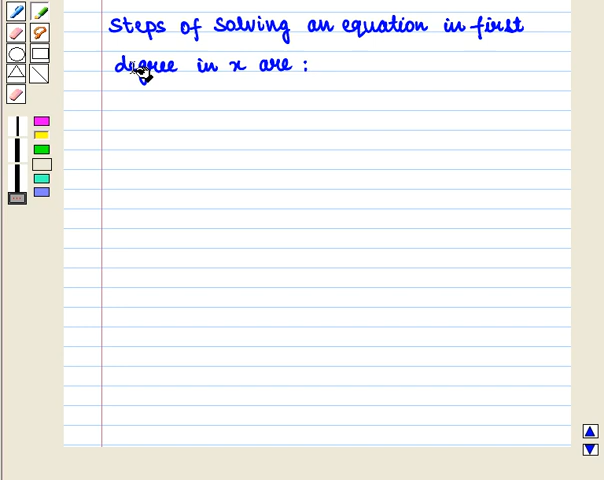 Steps of solving an equation in first
degree in x are :